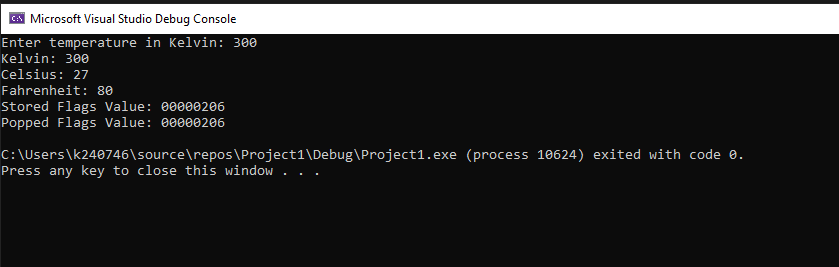 Microsoft Visual Studio Debug Console
Enter temperature in Kelvin: 300
Kelvin: 300
Celsius: 27
Fahrenheit: 80
Stored Flags Value: 00000206
Popped Flags Value: 00000206
C:\Users\k240746\source\repos\Project1\Debug\Project1.exe (process 10624) exited with code 0.
Press any key to close this window . . .